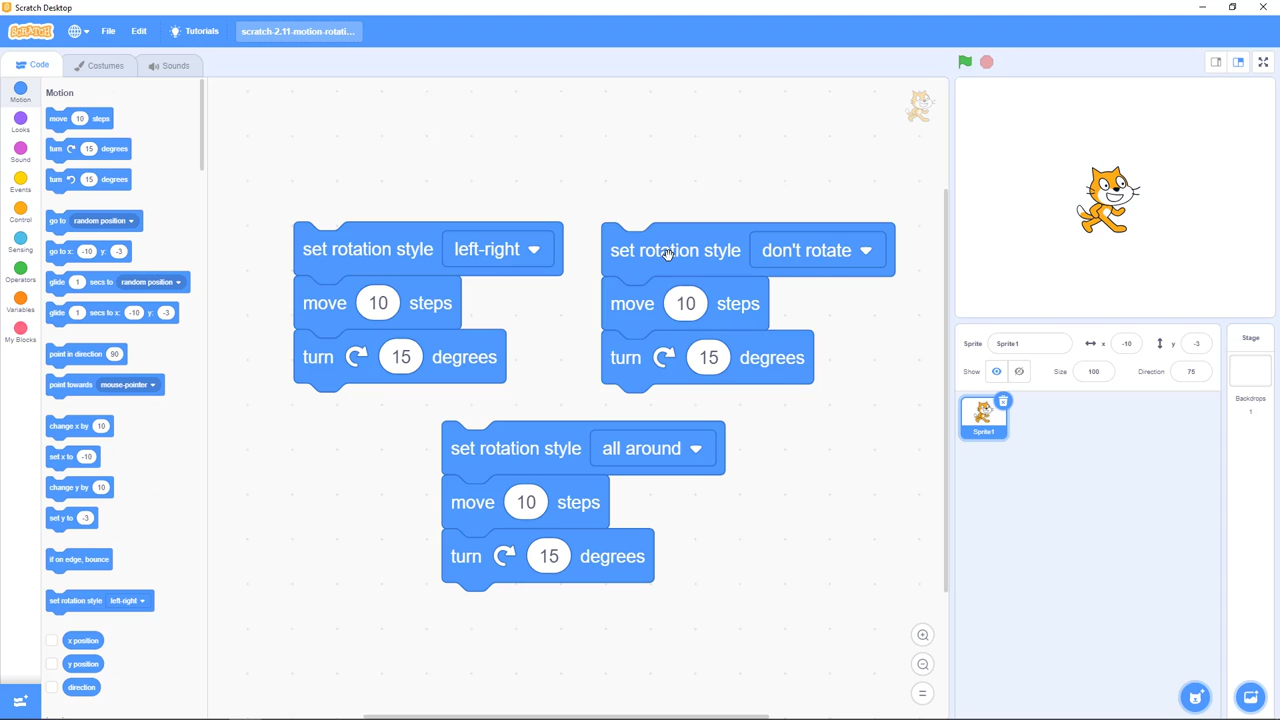 Scratch Desktop
SCRATCH File Edit Tutorials scratch-2.11-motion-rotati...
Code Costumes Sounds
Motion
Looks
Sound
Events
Control
Sensing
Operators
Variables
My Blocks
Motion
move 10 steps
turn 15 degrees
turn 15 degrees
go to random position
go to x: -10 y: -3
glide 1 secs to random position
glide 1 secs to x: -10 y: -3
point in direction 90
point towards mouse-pointer
change x by 10
set x to -10
change y by 10
set y to -3
if on edge, bounce
set rotation style left-right
x position
y position
direction
set rotation style left-right
move 10 steps
turn 15 degrees
set rotation style don't rotate
move 10 steps
turn 15 degrees
set rotation style all around
move 10 steps
turn 15 degrees
Sprite Sprite1 x -10 y -3
Show Size 100 Direction 75
Sprite1
Stage
Backdrops
1